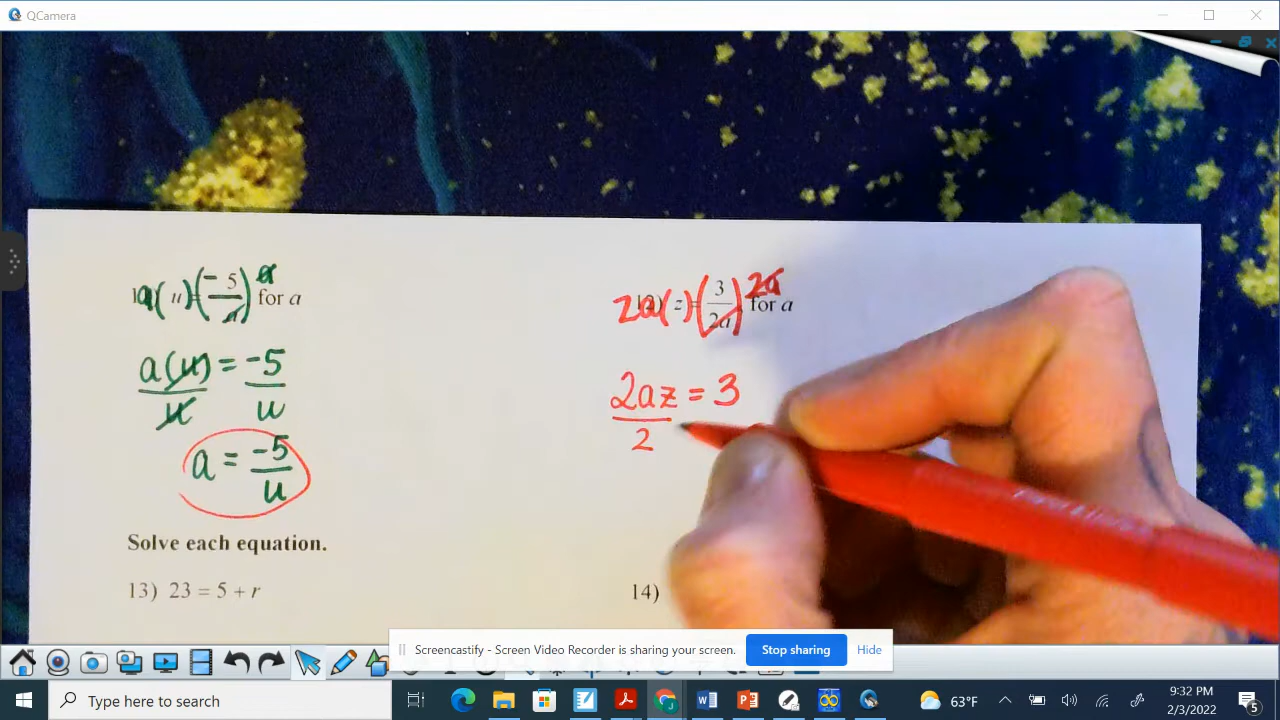 QCamera
a( u ) = ( - 5 / a ) a for a
a(u) = -5
u u
a = -5
u
2a( z ) = ( 3 / 2a ) 2a for a
2az = 3
2
Solve each equation.
13) 23 = 5 + r
14)
Screencastify - Screen Video Recorder is sharing your screen.
Stop sharing
Hide
Type here to search
63°F
9:32 PM
2/3/2022
5